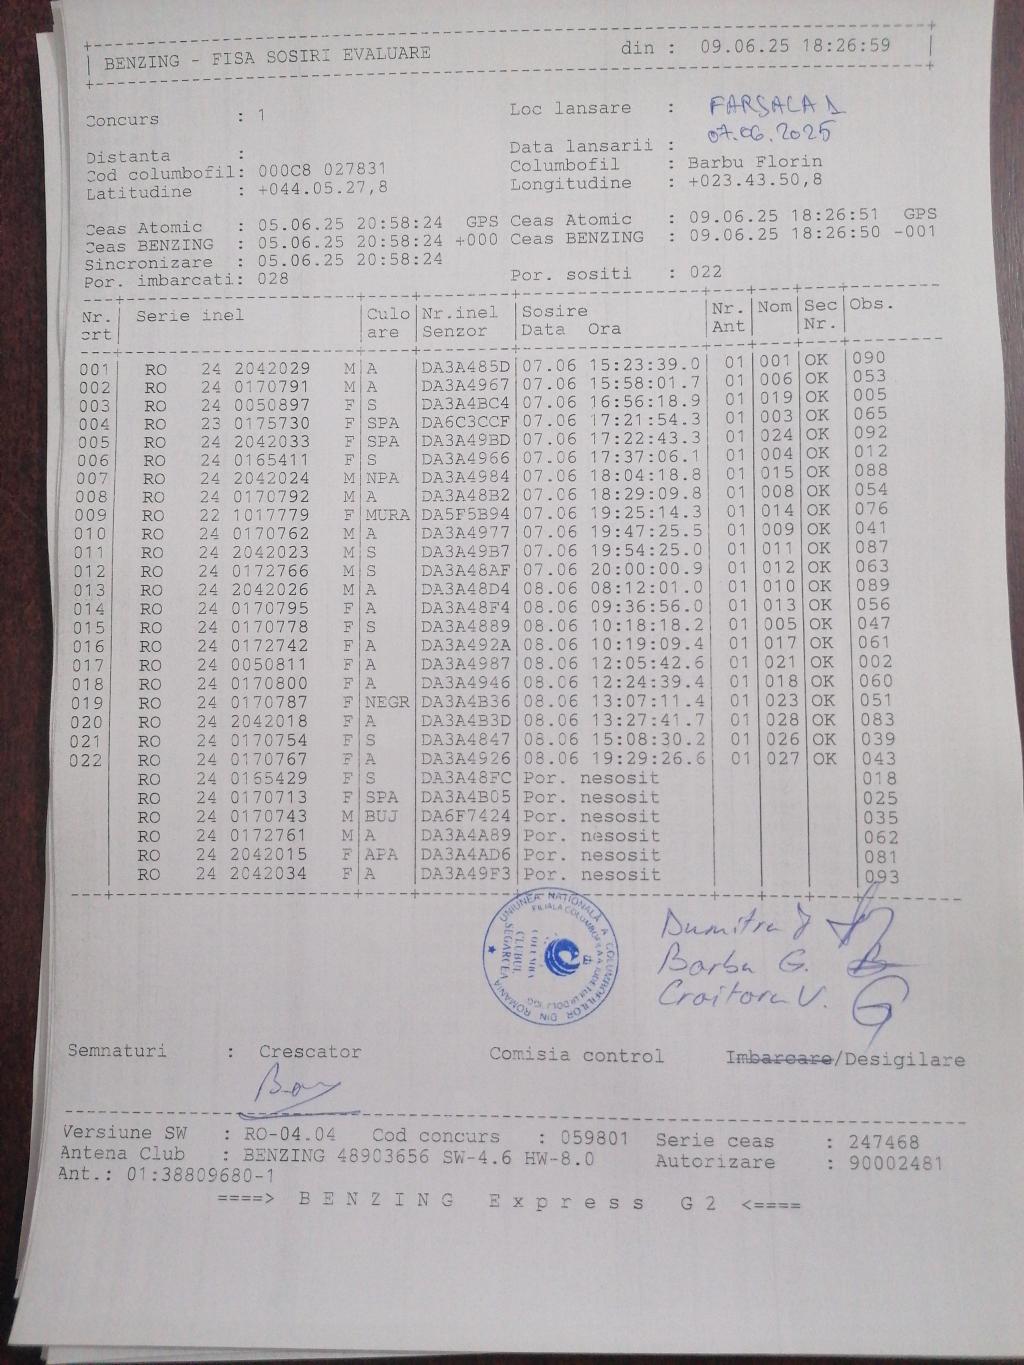 BENZING - FISA SOSIRI EVALUARE din : 09.06.25 18:26:59
Concurs : 1 Loc lansare : FARSALA 1
Distanta : Data lansarii : 07.06.2025
Cod columbofil: 000C8 027831 Columbofil : Barbu Florin
Latitudine : +044.05.27,8 Longitudine : +023.43.50,8
Ceas Atomic : 05.06.25 20:58:24 GPS Ceas Atomic : 09.06.25 18:26:51 GPS
Ceas BENZING : 05.06.25 20:58:24 +000 Ceas BENZING : 09.06.25 18:26:50 -001
Sincronizare : 05.06.25 20:58:24
Por. imbarcati: 028 Por. sositi : 022
Nr. Serie inel Culo Nr.inel Sosire Nr. Nom Sec Obs.
crt are Senzor Data Ora Ant Nr.
001 RO 24 2042029 M A DA3A485D 07.06 15:23:39.0 01 001 OK 090
002 RO 24 0170791 M A DA3A4967 07.06 15:58:01.7 01 006 OK 053
003 RO 24 0050897 F S DA3A4BC4 07.06 16:56:18.9 01 019 OK 005
004 RO 23 0175730 F SPA DA6C3CCF 07.06 17:21:54.3 01 003 OK 065
005 RO 24 2042033 F SPA DA3A49BD 07.06 17:22:43.3 01 024 OK 092
006 RO 24 0165411 F S DA3A4966 07.06 17:37:06.1 01 004 OK 012
007 RO 24 2042024 M NPA DA3A4984 07.06 18:04:18.8 01 015 OK 088
008 RO 24 0170792 M A DA3A48B2 07.06 18:29:09.8 01 008 OK 054
009 RO 22 1017779 F MURA DA5F5B94 07.06 19:25:14.3 01 014 OK 076
010 RO 24 0170762 M A DA3A4977 07.06 19:47:25.5 01 009 OK 041
011 RO 24 2042023 M S DA3A49B7 07.06 19:54:25.0 01 011 OK 087
012 RO 24 0172766 M S DA3A48AF 07.06 20:00:00.9 01 012 OK 063
013 RO 24 2042026 M A DA3A48D4 08.06 08:12:01.0 01 010 OK 089
014 RO 24 0170795 F A DA3A48F4 08.06 09:36:56.0 01 013 OK 056
015 RO 24 0170778 F S DA3A4889 08.06 10:18:18.2 01 005 OK 047
016 RO 24 0172742 F A DA3A492A 08.06 10:19:09.4 01 017 OK 061
017 RO 24 0050811 F A DA3A4987 08.06 12:05:42.6 01 021 OK 002
018 RO 24 0170800 F A DA3A4946 08.06 12:24:39.4 01 018 OK 060
019 RO 24 0170787 F NEGR DA3A4B36 08.06 13:07:11.4 01 023 OK 051
020 RO 24 2042018 F A DA3A4B3D 08.06 13:27:41.7 01 028 OK 083
021 RO 24 0170754 F S DA3A4847 08.06 15:08:30.2 01 026 OK 039
022 RO 24 0170767 F A DA3A4926 08.06 19:29:26.6 01 027 OK 043
RO 24 0165429 F S DA3A48FC Por. nesosit 018
RO 24 0170713 F SPA DA3A4B05 Por. nesosit 025
RO 24 0170743 M BUJ DA6F7424 Por. nesosit 035
RO 24 0172761 M A DA3A4A89 Por. nesosit 062
RO 24 2042015 F APA DA3A4AD6 Por. nesosit 081
RO 24 2042034 F A DA3A49F3 Por. nesosit 093
UNIUNEA NATIONALĂ A COLUMBOFILILOR DIN ROMANIA
CLUBUL
SEGARCEA
Dumitru
Barbu G.
Croitoru V.
Semnaturi : Crescator Comisia control Imbarcare/Desigilare
Versiune SW : RO-04.04 Cod concurs : 059801 Serie ceas : 247468
Antena Club : BENZING 48903656 SW-4.6 HW-8.0 Autorizare : 90002481
Ant.: 01:38809680-1
====> B E N Z I N G E x p r e s s G 2 <====